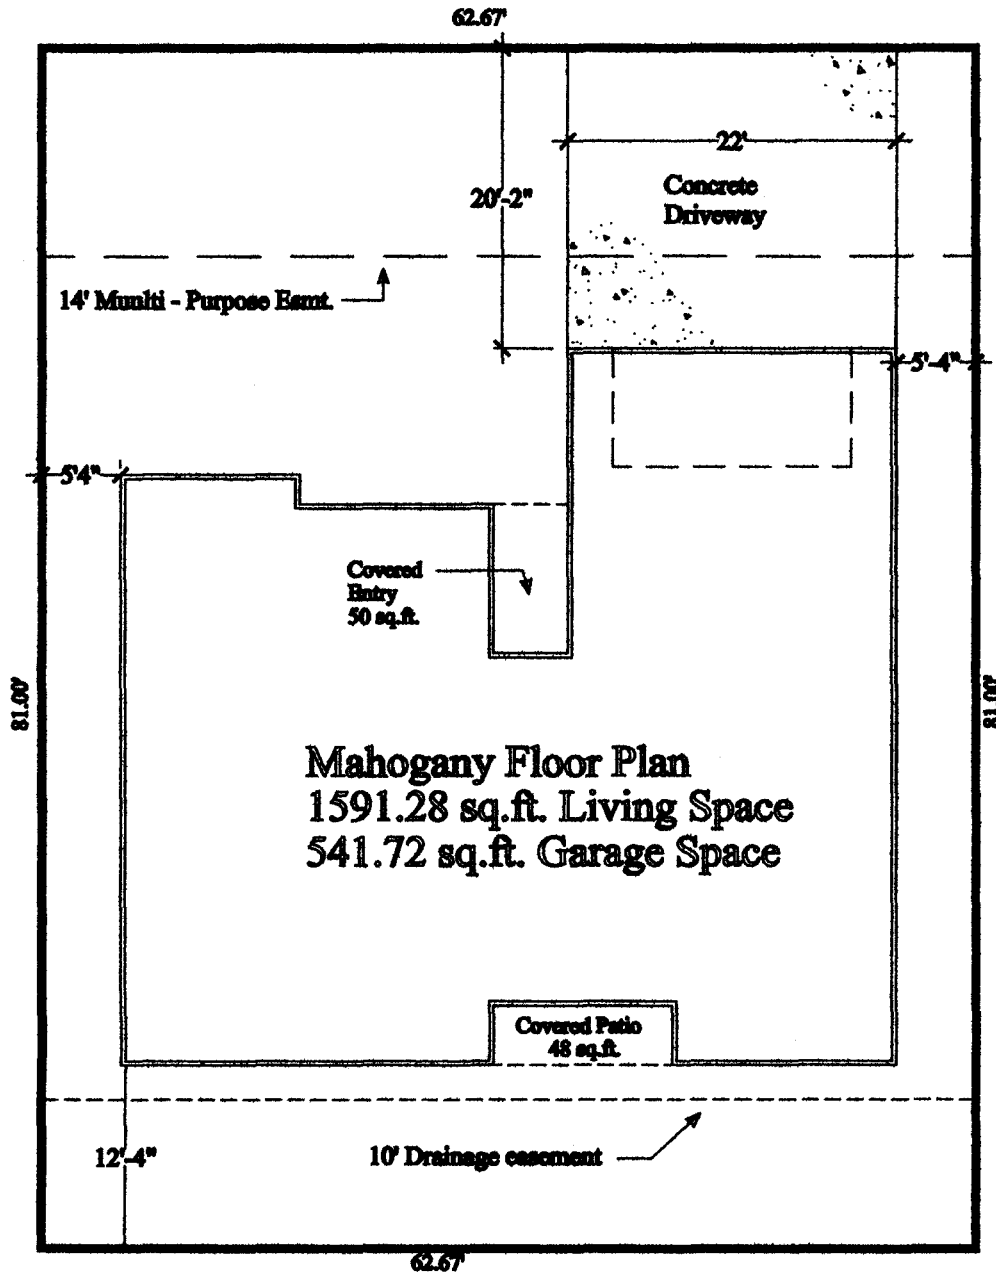 62.67'
22'
20'-2"
Concrete
Driveway
14' Munlti - Purpose Esmt.
5'-4"
5'4"
Covered
Entry
50 sq.ft.
81.00'
81.00'
Mahogany Floor Plan
1591.28 sq.ft. Living Space
541.72 sq.ft. Garage Space
Covered Patio
48 sq.ft.
12'-4"
10' Drainage easement
62.67'